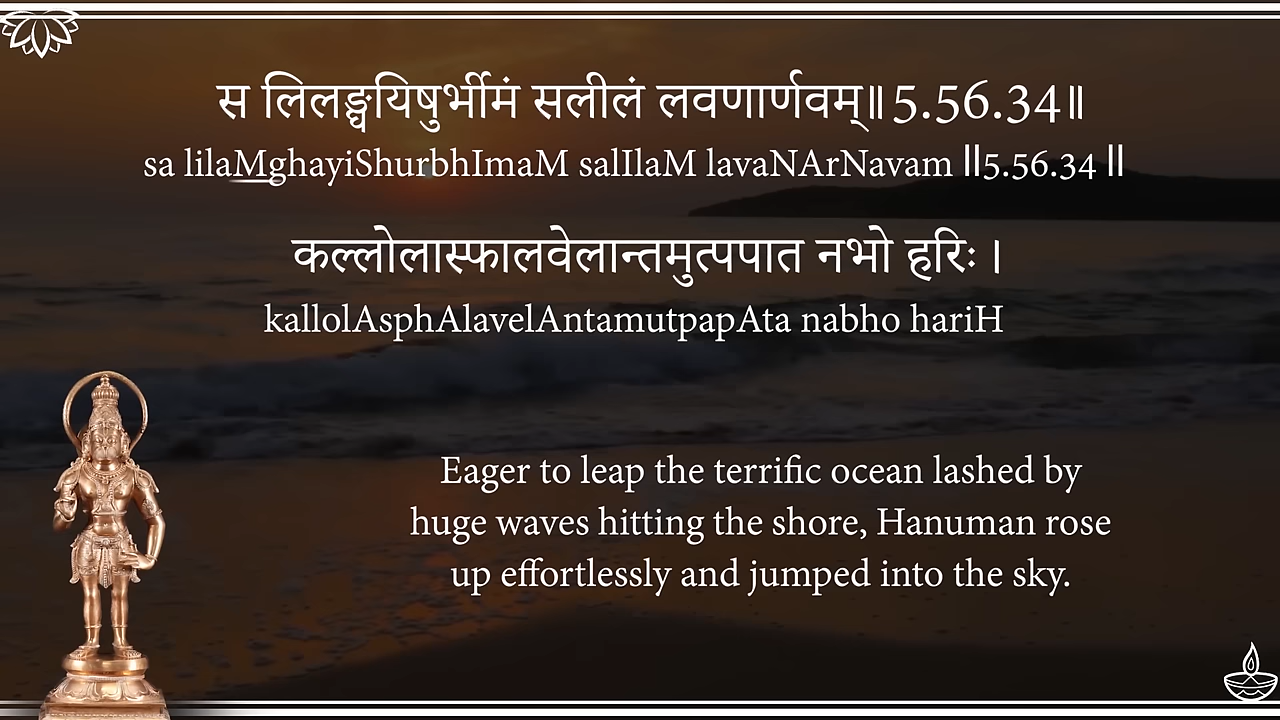 स लिलङ्घयिषुर्भीमं सलीलं लवणार्णवम्॥5.56.34॥
sa lilaMghayiShurbhImaM salIlaM lavaNArNavam ||5.56.34 ||
कल्लोलास्फालवेलान्तमुत्पपात नभो हरिः ।
kallolAsphAlavelAntamutpapAta nabho hariH
Eager to leap the terrific ocean lashed by
huge waves hitting the shore, Hanuman rose
up effortlessly and jumped into the sky.